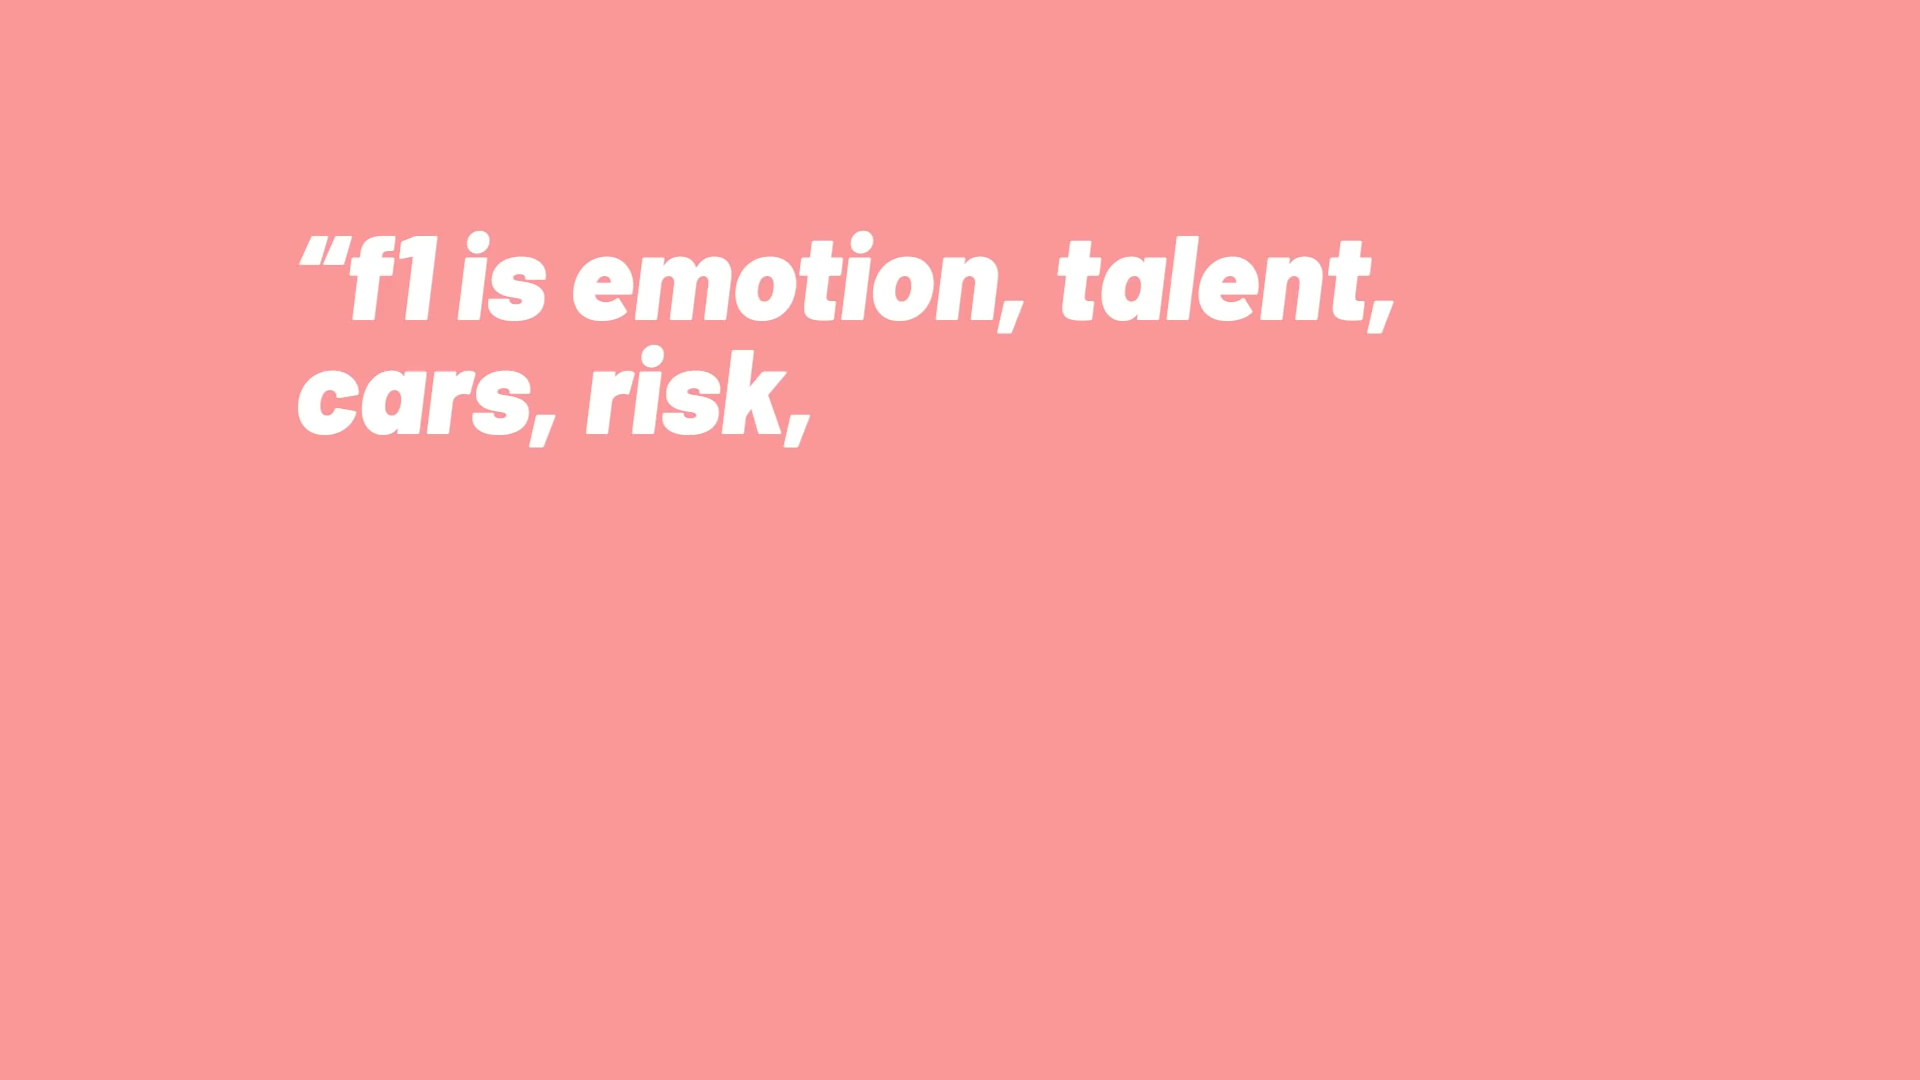 “f1 is emotion, talent,
cars, risk,